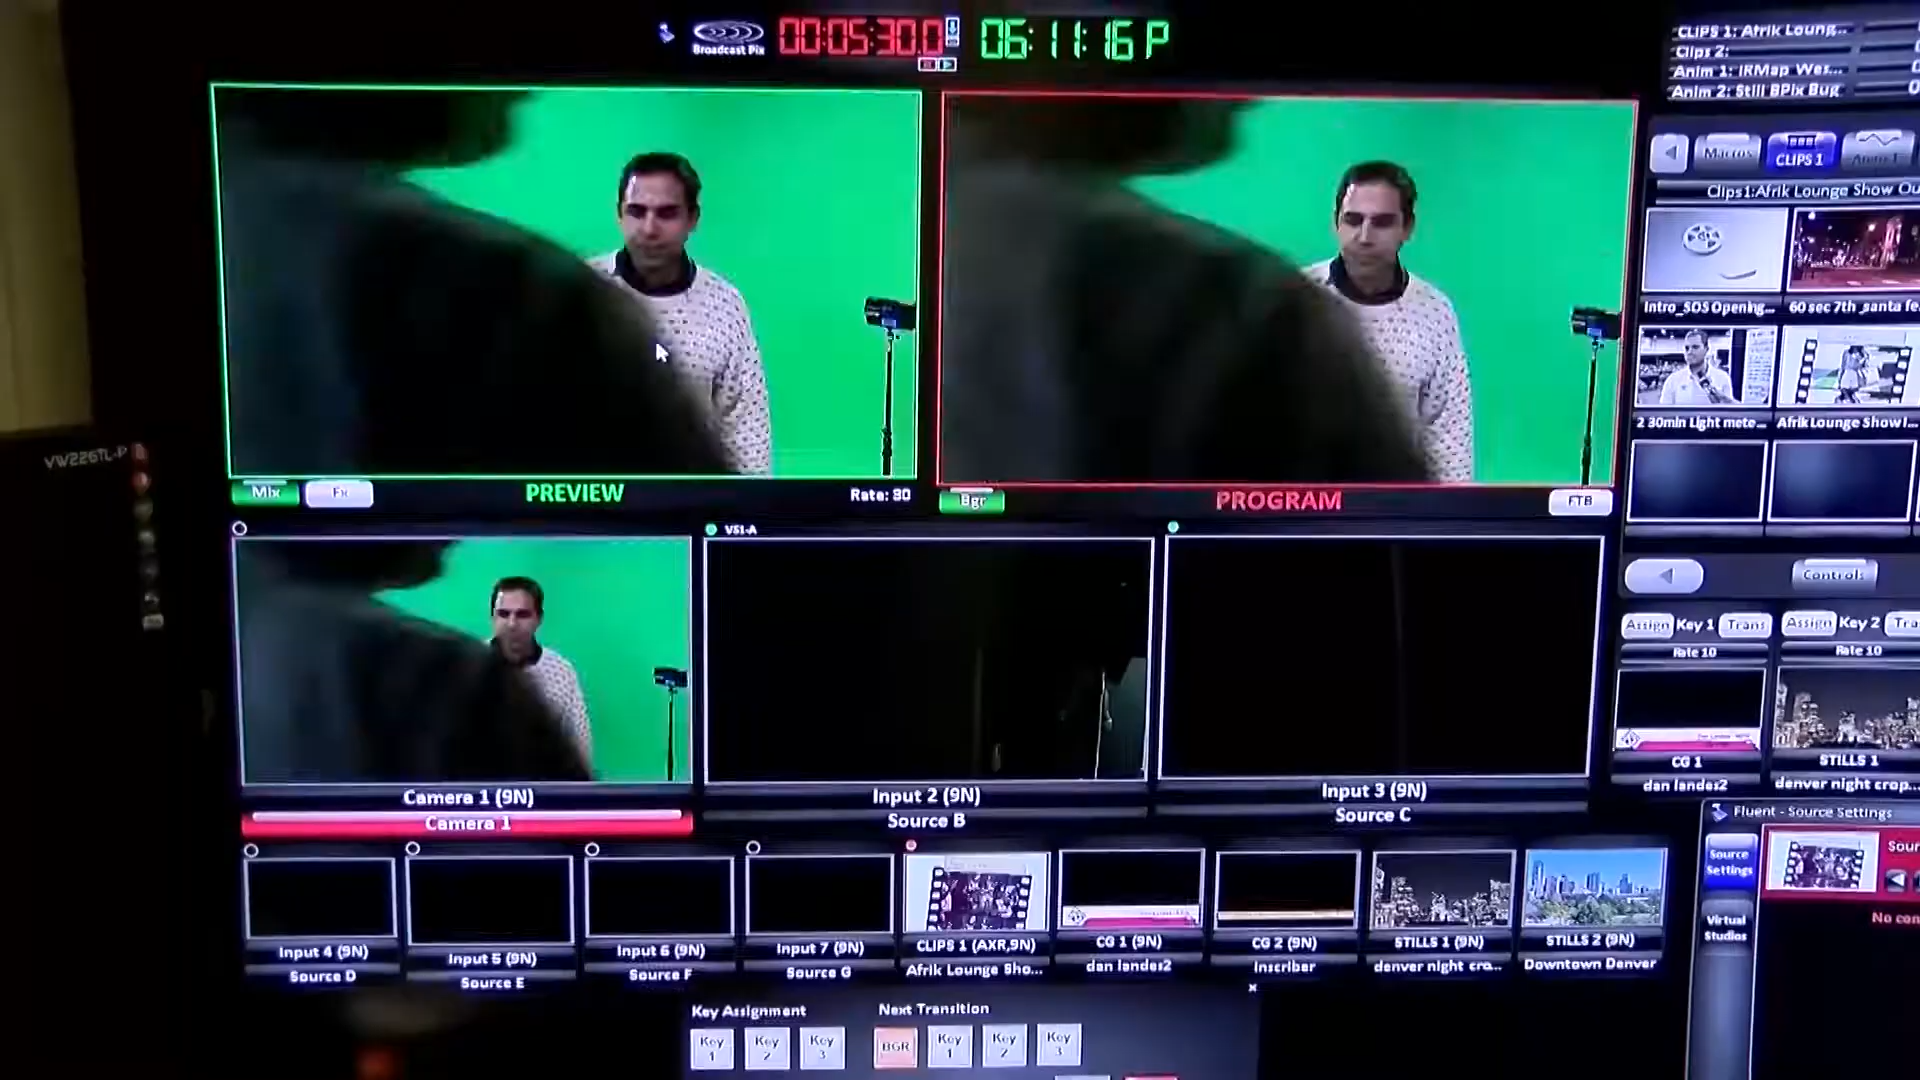 Broadcast Pix
00:05:30.0
06:11:16 P
CLIPS 1: Afrik Loung...
Clips 2:
Anim 1: IRMap Wes...
Anim 2: Still BPix Bug
Macros
CLIPS 1
Clips1:Afrik Lounge Show Ou
Intro_SOS Opening...
60 sec 7th_santa fe
2 30min Light mete...
Afrik Lounge Show I...
VW226TL-P
Mix
Fx
PREVIEW
Rate: 30
Bgr
PROGRAM
FTB
VS1-A
Controls
Assign Key 1 Trans
Assign Key 2 Tra
Rate 10
Rate 10
CG 1
dan landes2
STILLS 1
denver night crop...
Camera 1 (9N)
Camera 1
Input 2 (9N)
Source B
Input 3 (9N)
Source C
Fluent - Source Settings
Source Settings
Sour
No con
Virtual Studios
Input 4 (9N)
Source D
Input 5 (9N)
Source E
Input 6 (9N)
Source F
Input 7 (9N)
Source G
CLIPS 1 (AXR,9N)
Afrik Lounge Sho...
CG 1 (9N)
dan landes2
CG 2 (9N)
Inscriber
STILLS 1 (9N)
denver night cro...
STILLS 2 (9N)
Downtown Denver
Key Assignment
Next Transition
Key 1
Key 2
Key 3
BGR
Key 1
Key 2
Key 3